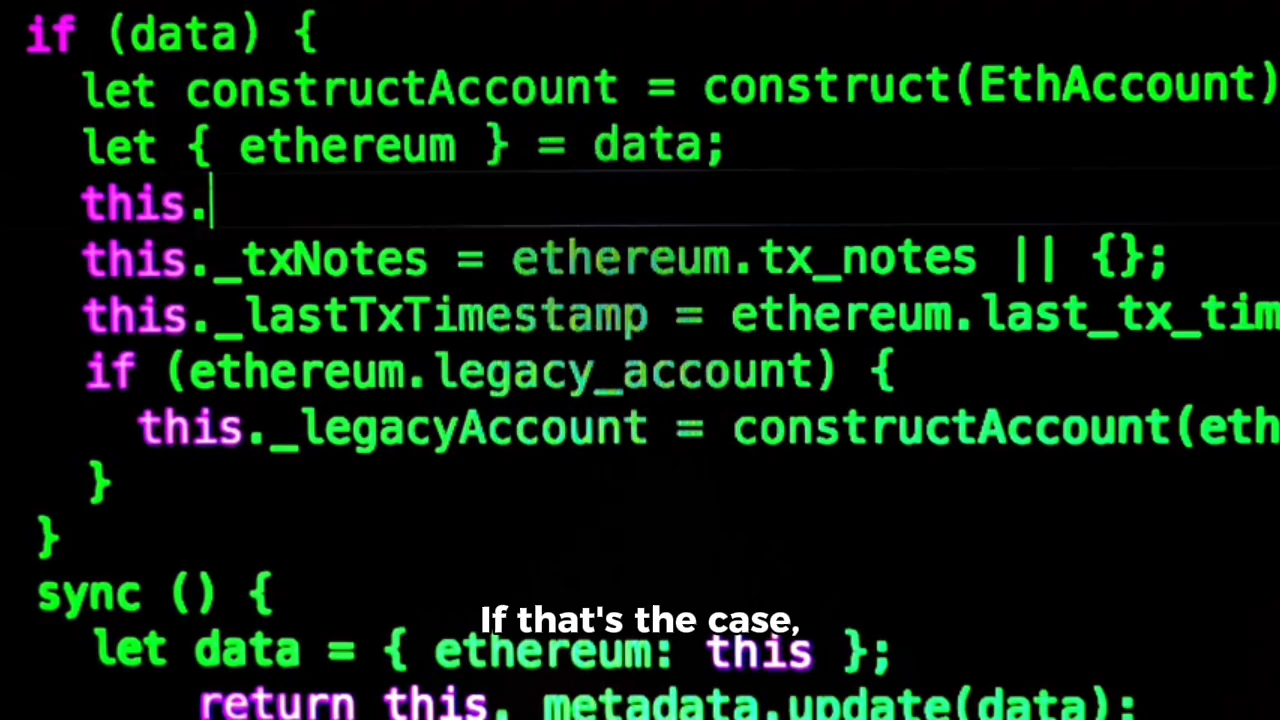 if (data) {
let constructAccount = construct(EthAccount)
let { ethereum } = data;
this.
this._txNotes = ethereum.tx_notes || {};
this._lastTxTimestamp = ethereum.last_tx_tim
if (ethereum.legacy_account) {
this._legacyAccount = constructAccount(eth
}
}
sync () {
If that's the case,
let data = { ethereum: this };
return this._metadata.update(data);